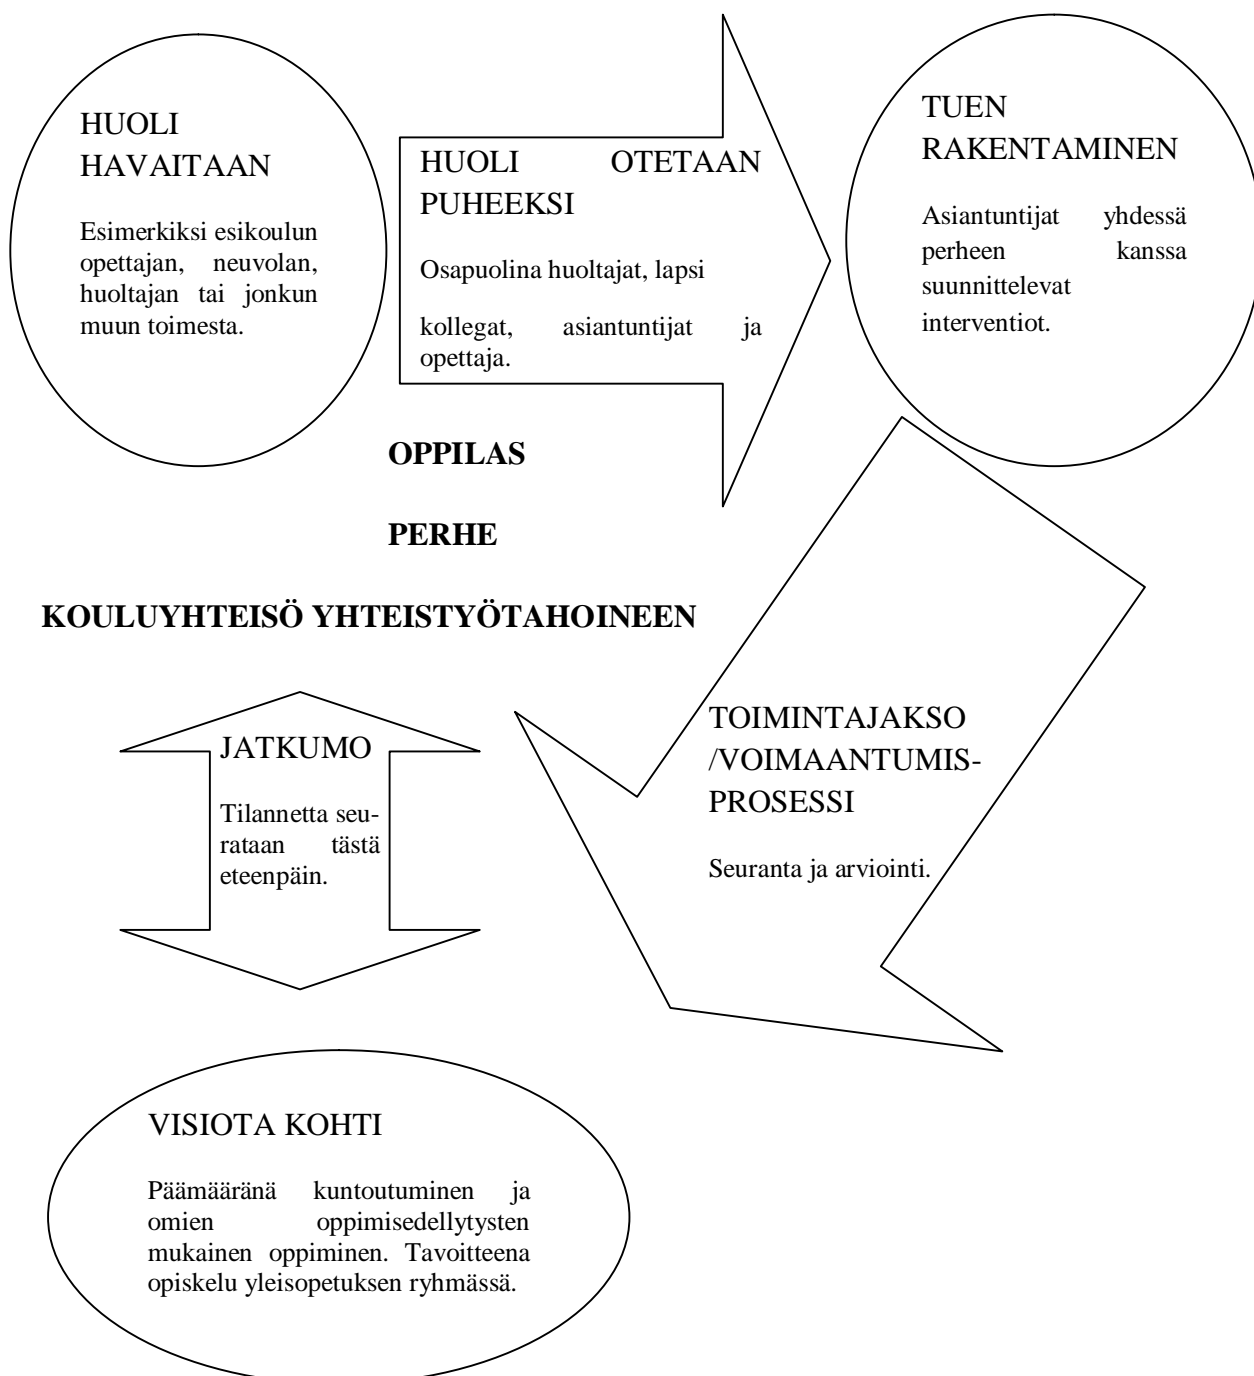 HUOLI
HAVAITAAN
Esimerkiksi esikoulun
opettajan, neuvolan,
huoltajan tai jonkun
muun toimesta.
HUOLI OTETAAN
PUHEEKSI
Osapuolina huoltajat, lapsi
kollegat, asiantuntijat ja
opettaja.
TUEN
RAKENTAMINEN
Asiantuntijat yhdessä
perheen kanssa
suunnittelevat
interventiot.
OPPILAS
PERHE
KOULUYHTEISÖ YHTEISTYÖTAHOINEEN
TOIMINTAJAKSO
/VOIMAANTUMIS-
PROSESSI
Seuranta ja arviointi.
JATKUMO
Tilannetta seu-
rataan tästä
eteenpäin.
VISIOTA KOHTI
Päämääränä kuntoutuminen ja
omien oppimisedellytysten
mukainen oppiminen. Tavoitteena
opiskelu yleisopetuksen ryhmässä.